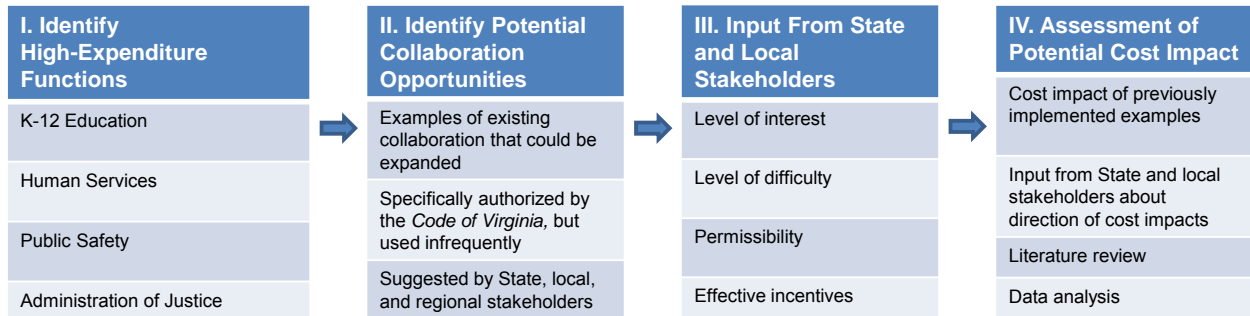 I. Identify
High-Expenditure
Functions
K-12 Education
Human Services
Public Safety
Administration of Justice
II. Identify Potential
Collaboration
Opportunities
Examples of existing
collaboration that could be
expanded
Specifically authorized by
the Code of Virginia, but
used infrequently
Suggested by State, local,
and regional stakeholders
III. Input From State
and Local
Stakeholders
Level of interest
Level of difficulty
Permissibility
Effective incentives
IV. Assessment of
Potential Cost Impact
Cost impact of previously
implemented examples
Input from State and local
stakeholders about
direction of cost impacts
Literature review
Data analysis